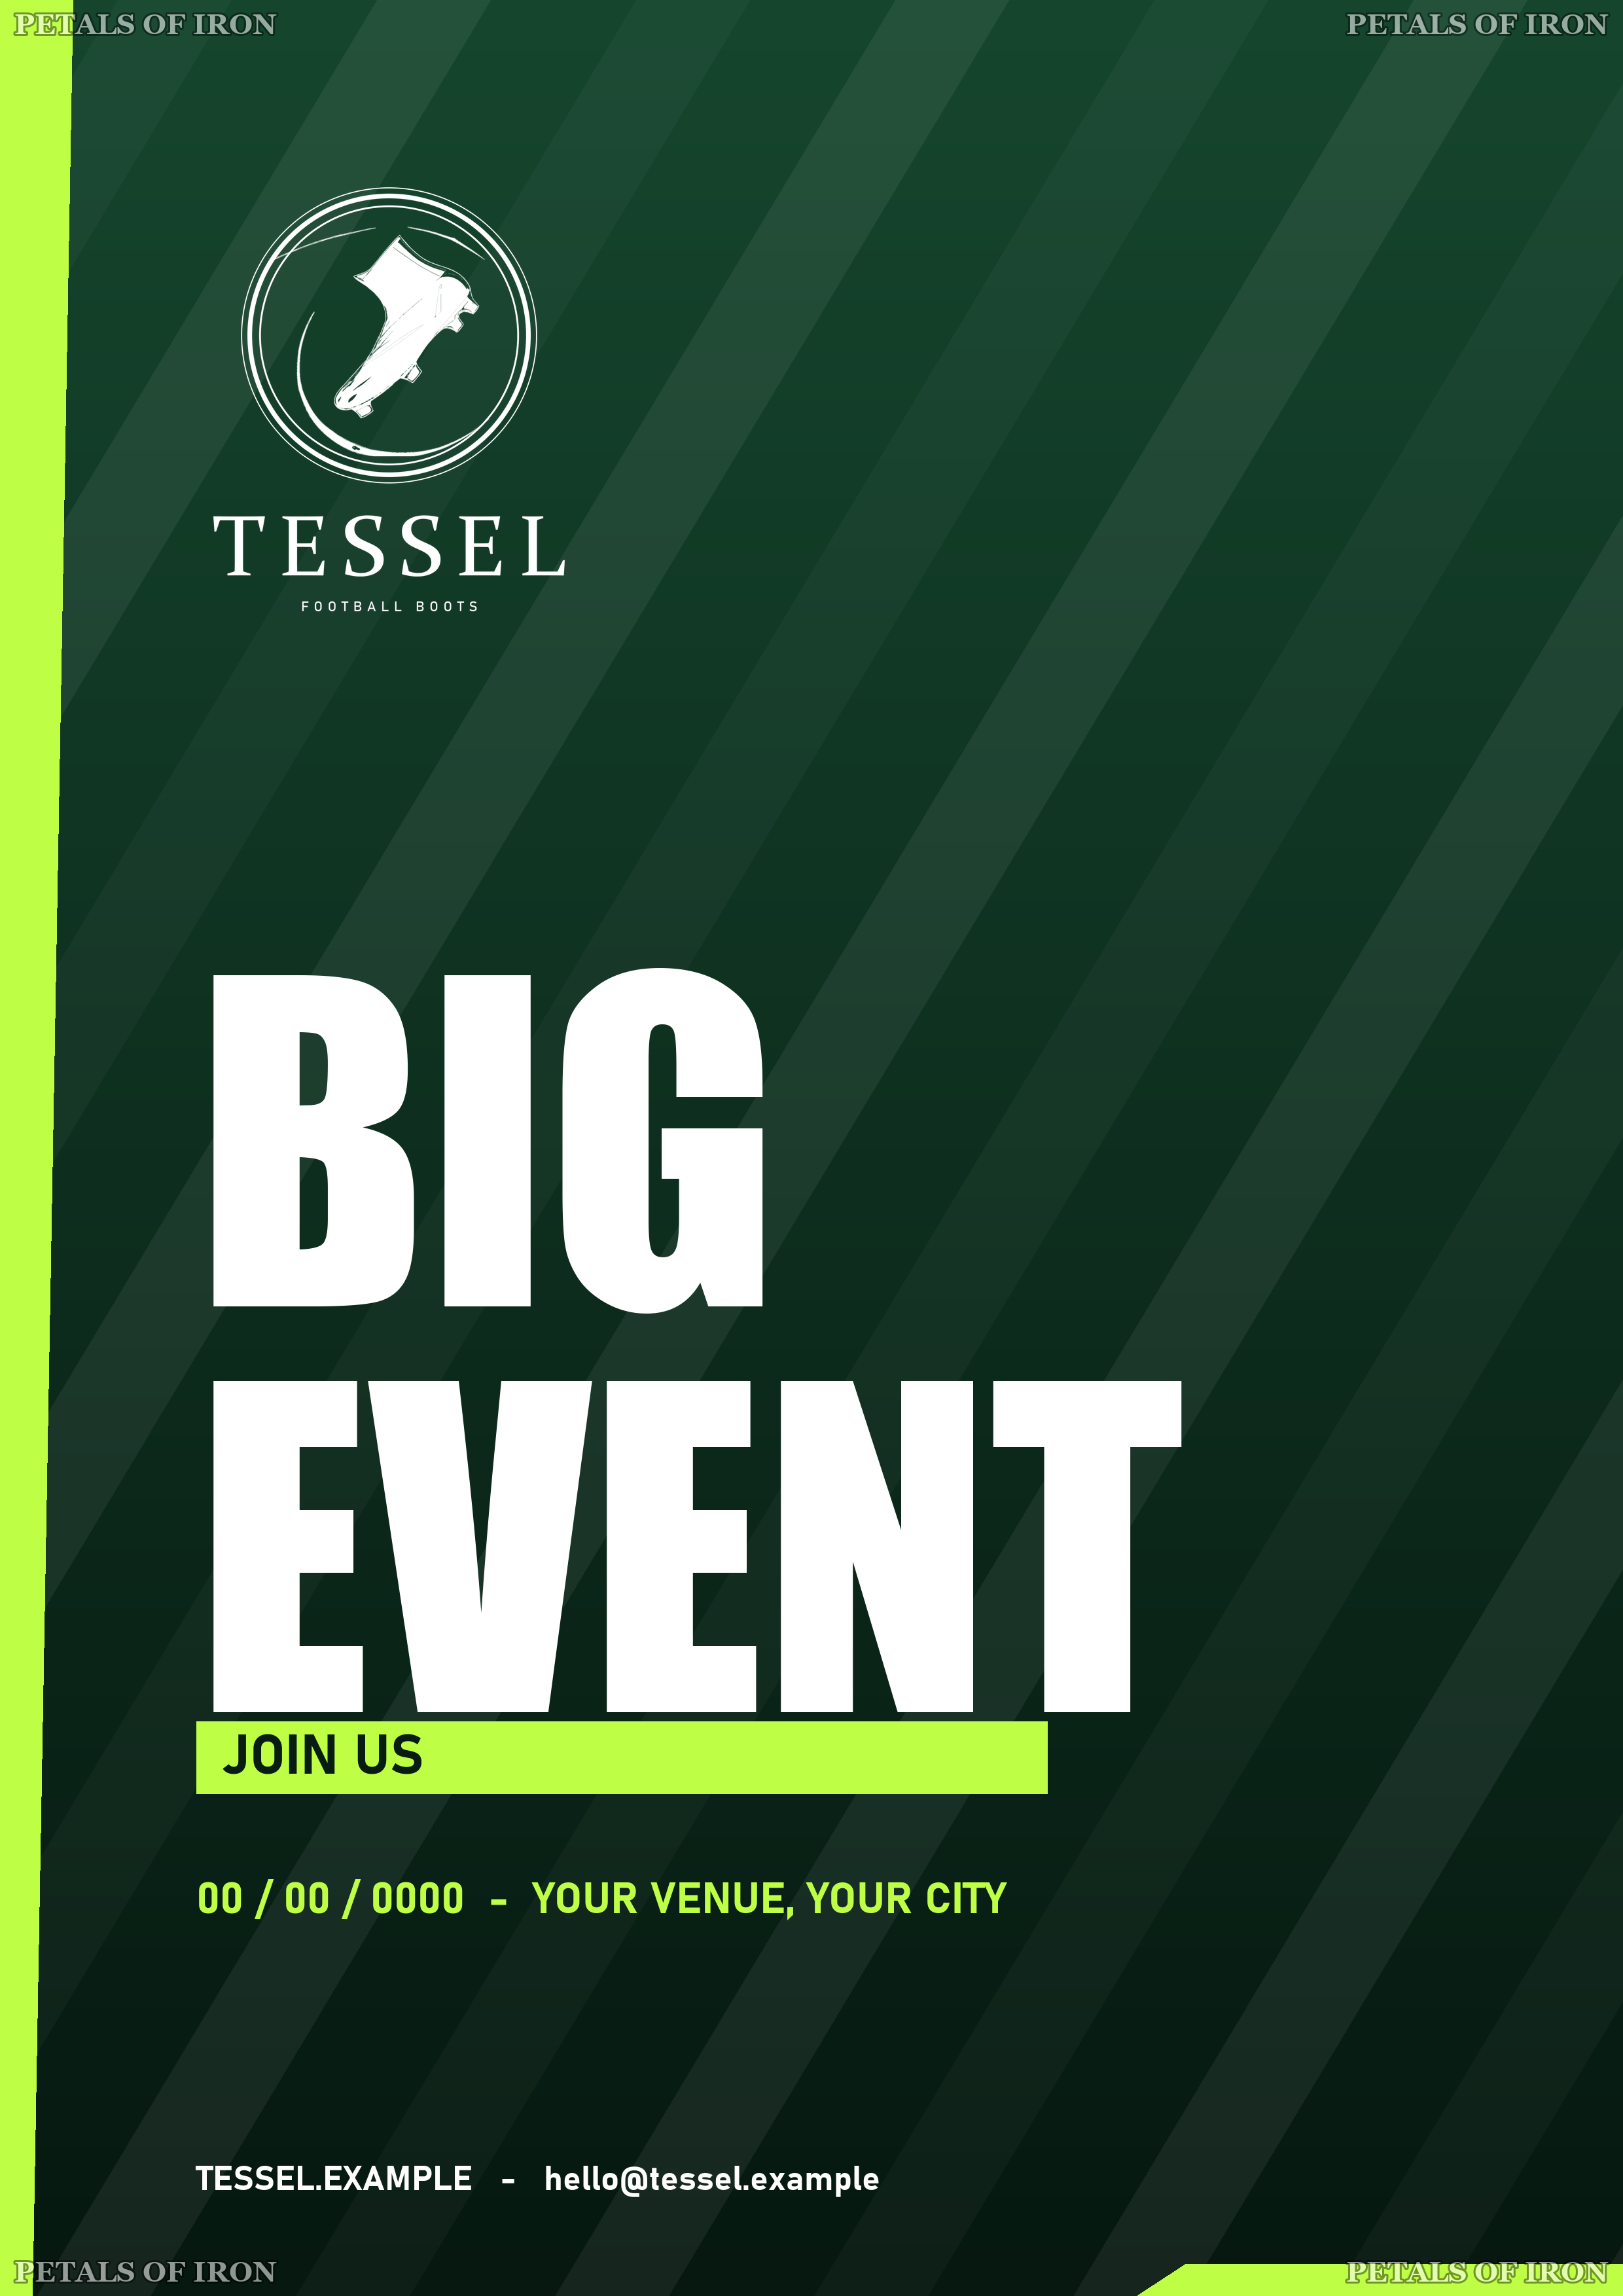 PETALS OF IRON
PETALS OF IRON
TESSEL
FOOTBALL BOOTS
BIG
EVENT
JOIN US
00 / 00 / 0000 - YOUR VENUE, YOUR CITY
TESSEL.EXAMPLE - hello@tessel.example
PETALS OF IRON
PETALS OF IRON